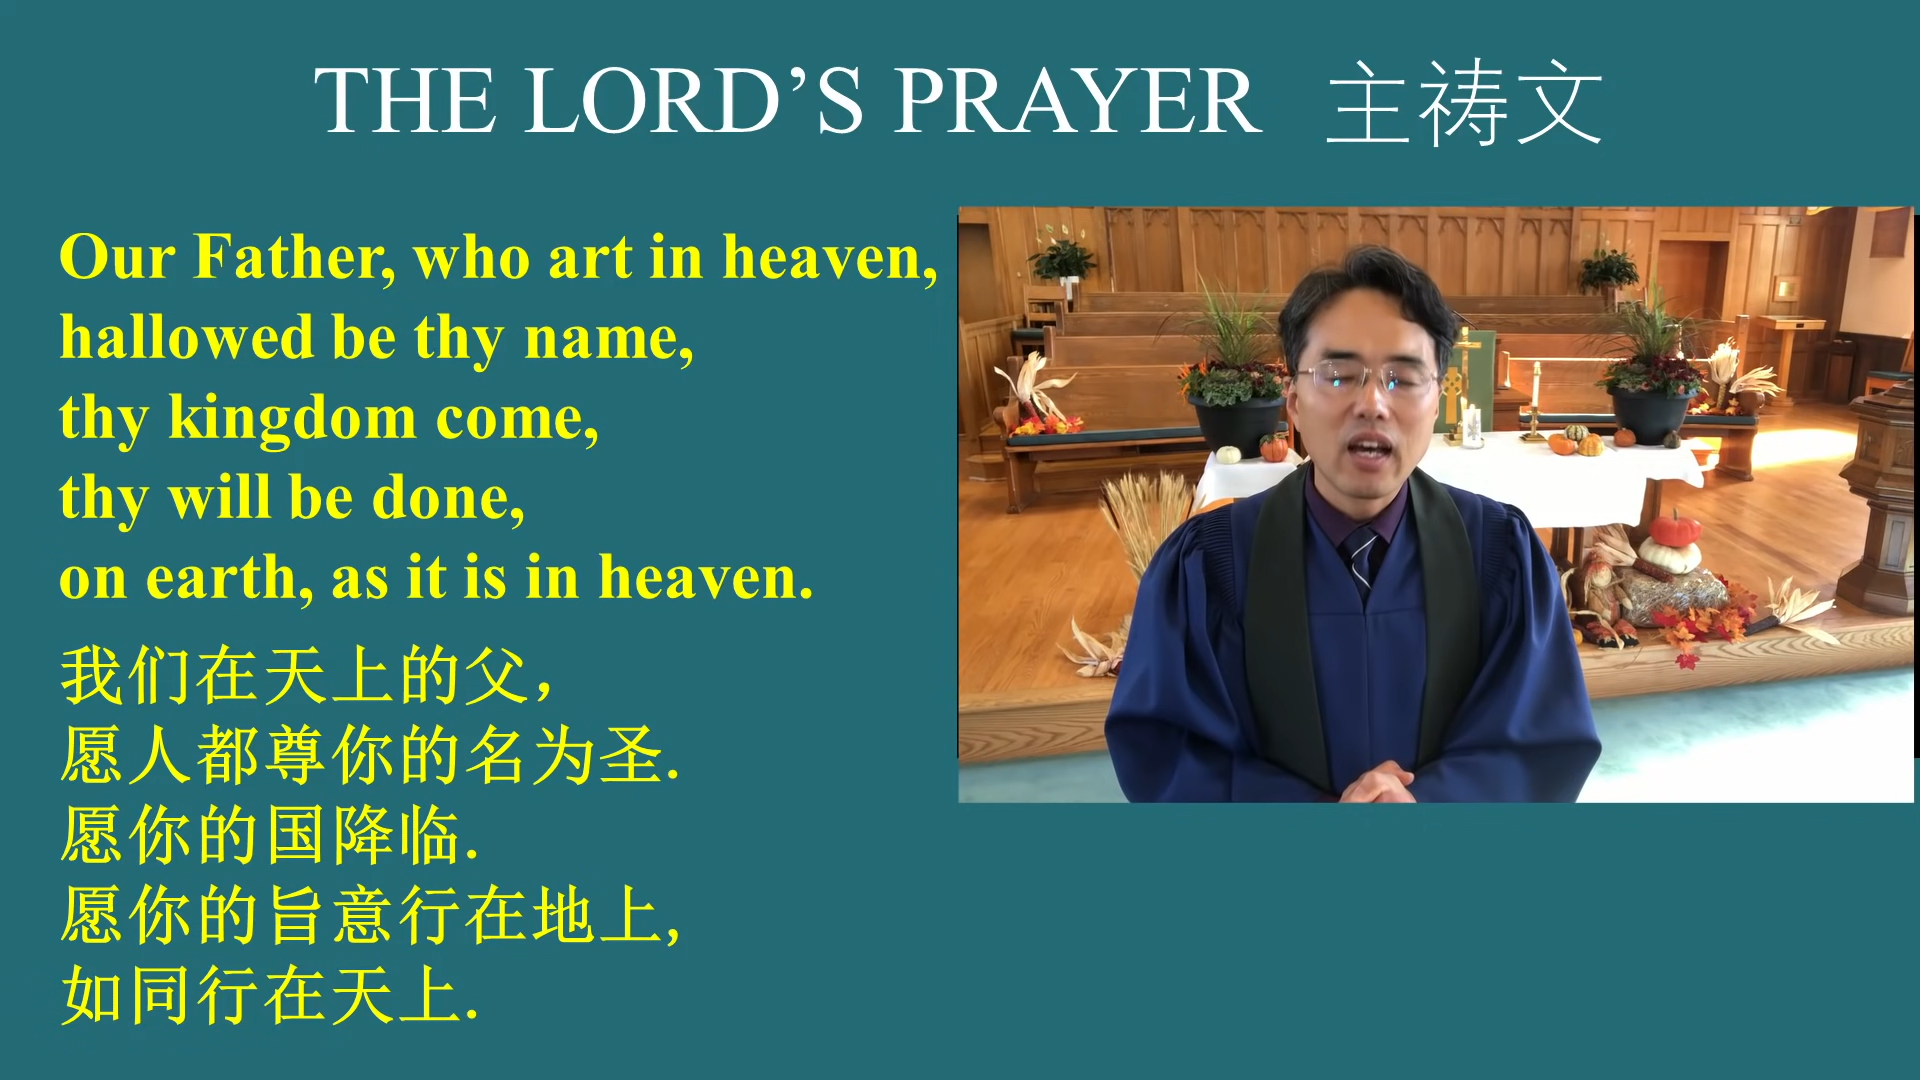 THE LORD’S PRAYER 主祷文
Our Father, who art in heaven,
hallowed be thy name,
thy kingdom come,
thy will be done,
on earth, as it is in heaven.
我们在天上的父，
愿人都尊你的名为圣.
愿你的国降临.
愿你的旨意行在地上,
如同行在天上.